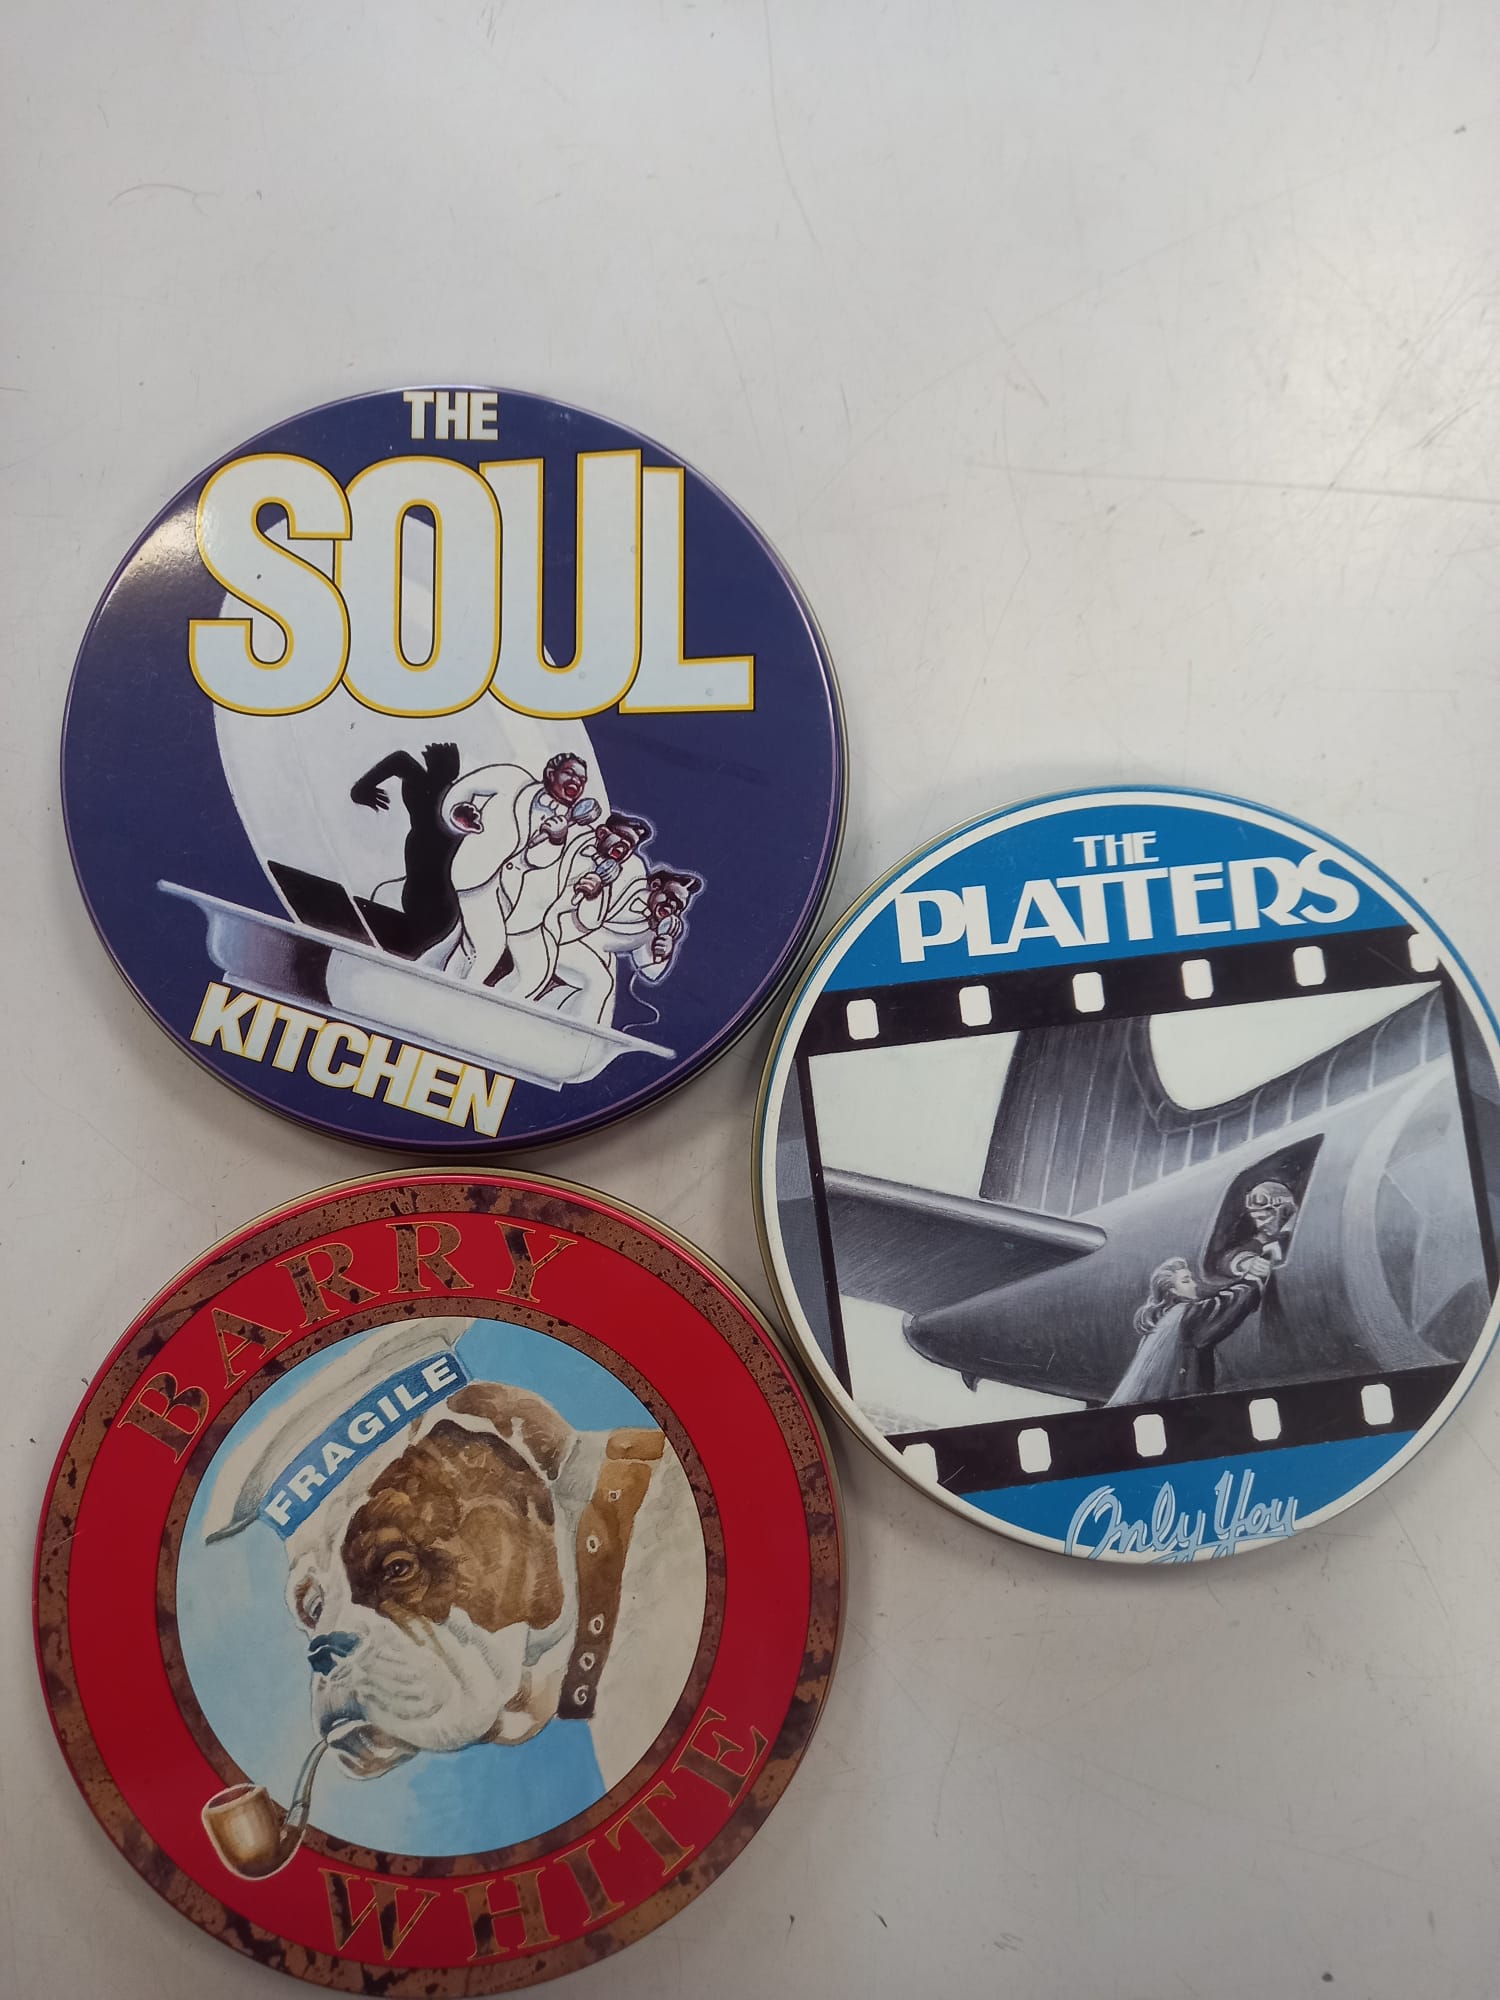 THE
SOUL
KITCHEN
THE
PLATTERS
Only You
BARRY
FRAGILE
WHITE